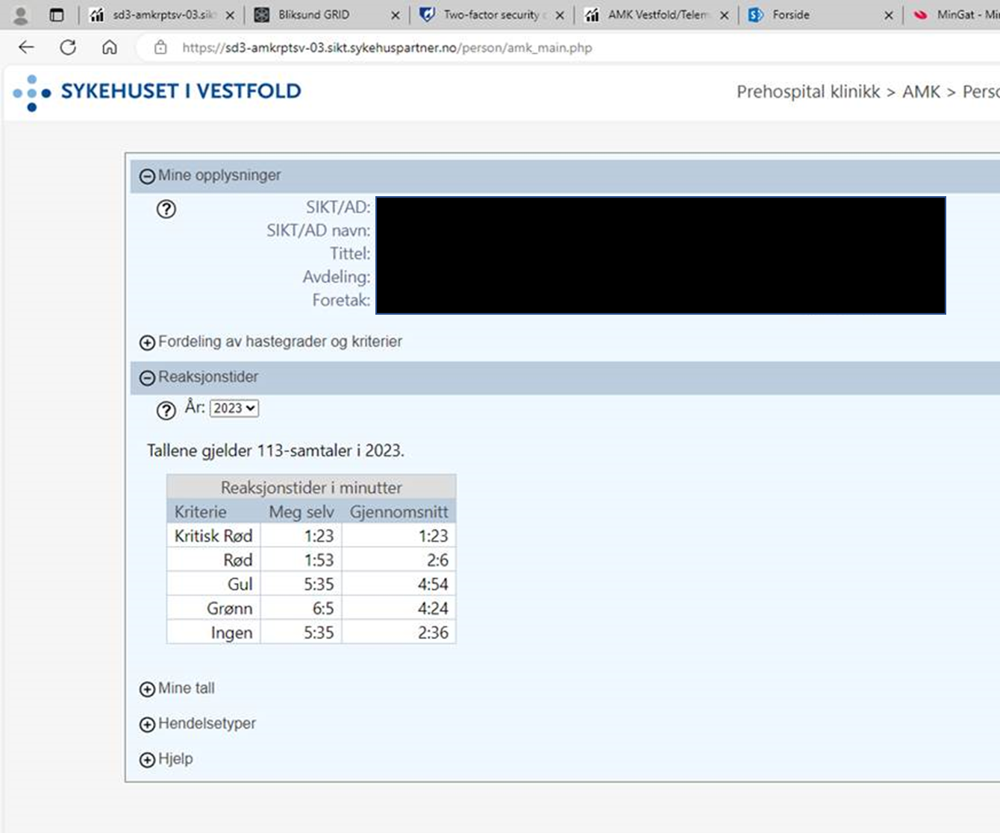 sd3-amkrptsv-03.sik
Bliksund GRID
Two-factor security
AMK Vestfold/Telem
Forside
MinGat - Mi
https://sd3-amkrptsv-03.sikt.sykehuspartner.no/person/amk_main.php
SYKEHUSET I VESTFOLD
Prehospital klinikk > AMK > Perso
Mine opplysninger
SIKT/AD:
SIKT/AD navn:
Tittel:
Avdeling:
Foretak:
Fordeling av hastegrader og kriterier
Reaksjonstider
År: 2023
Tallene gjelder 113-samtaler i 2023.
Reaksjonstider i minutter
Kriterie Meg selv Gjennomsnitt
Kritisk Rød 1:23 1:23
Rød 1:53 2:6
Gul 5:35 4:54
Grønn 6:5 4:24
Ingen 5:35 2:36
Mine tall
Hendelsetyper
Hjelp